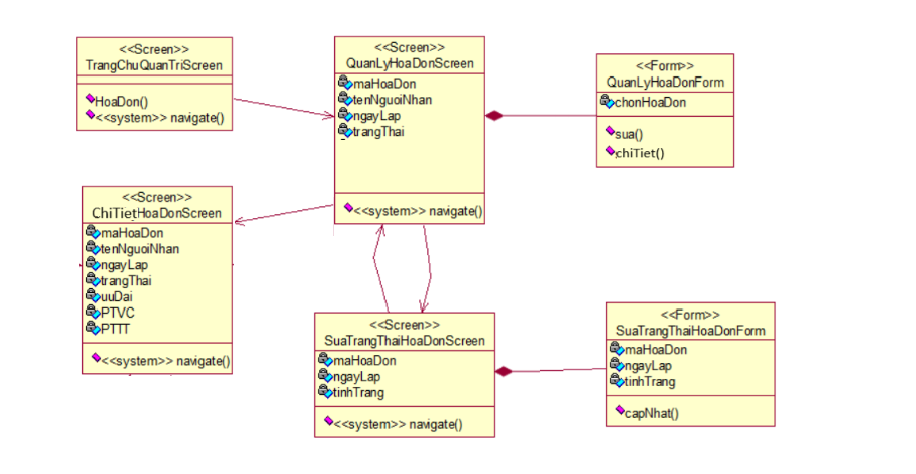 <<Screen>>
TrangChuQuanTriScreen
HoaDon()
<<system>> navigate()
<<Screen>>
QuanLyHoaDonScreen
maHoaDon
tenNguoiNhan
ngayLap
trangThai
<<system>> navigate()
<<Form>>
QuanLyHoaDonForm
chonHoaDon
sua()
chiTiet()
<<Screen>>
ChiTietHoaDonScreen
maHoaDon
tenNguoiNhan
ngayLap
trangThai
uuDai
PTVC
PTTT
<<system>> navigate()
<<Screen>>
SuaTrangThaiHoaDonScreen
maHoaDon
ngayLap
tinhTrang
<<system>> navigate()
<<Form>>
SuaTrangThaiHoaDonForm
maHoaDon
ngayLap
tinhTrang
capNhat()